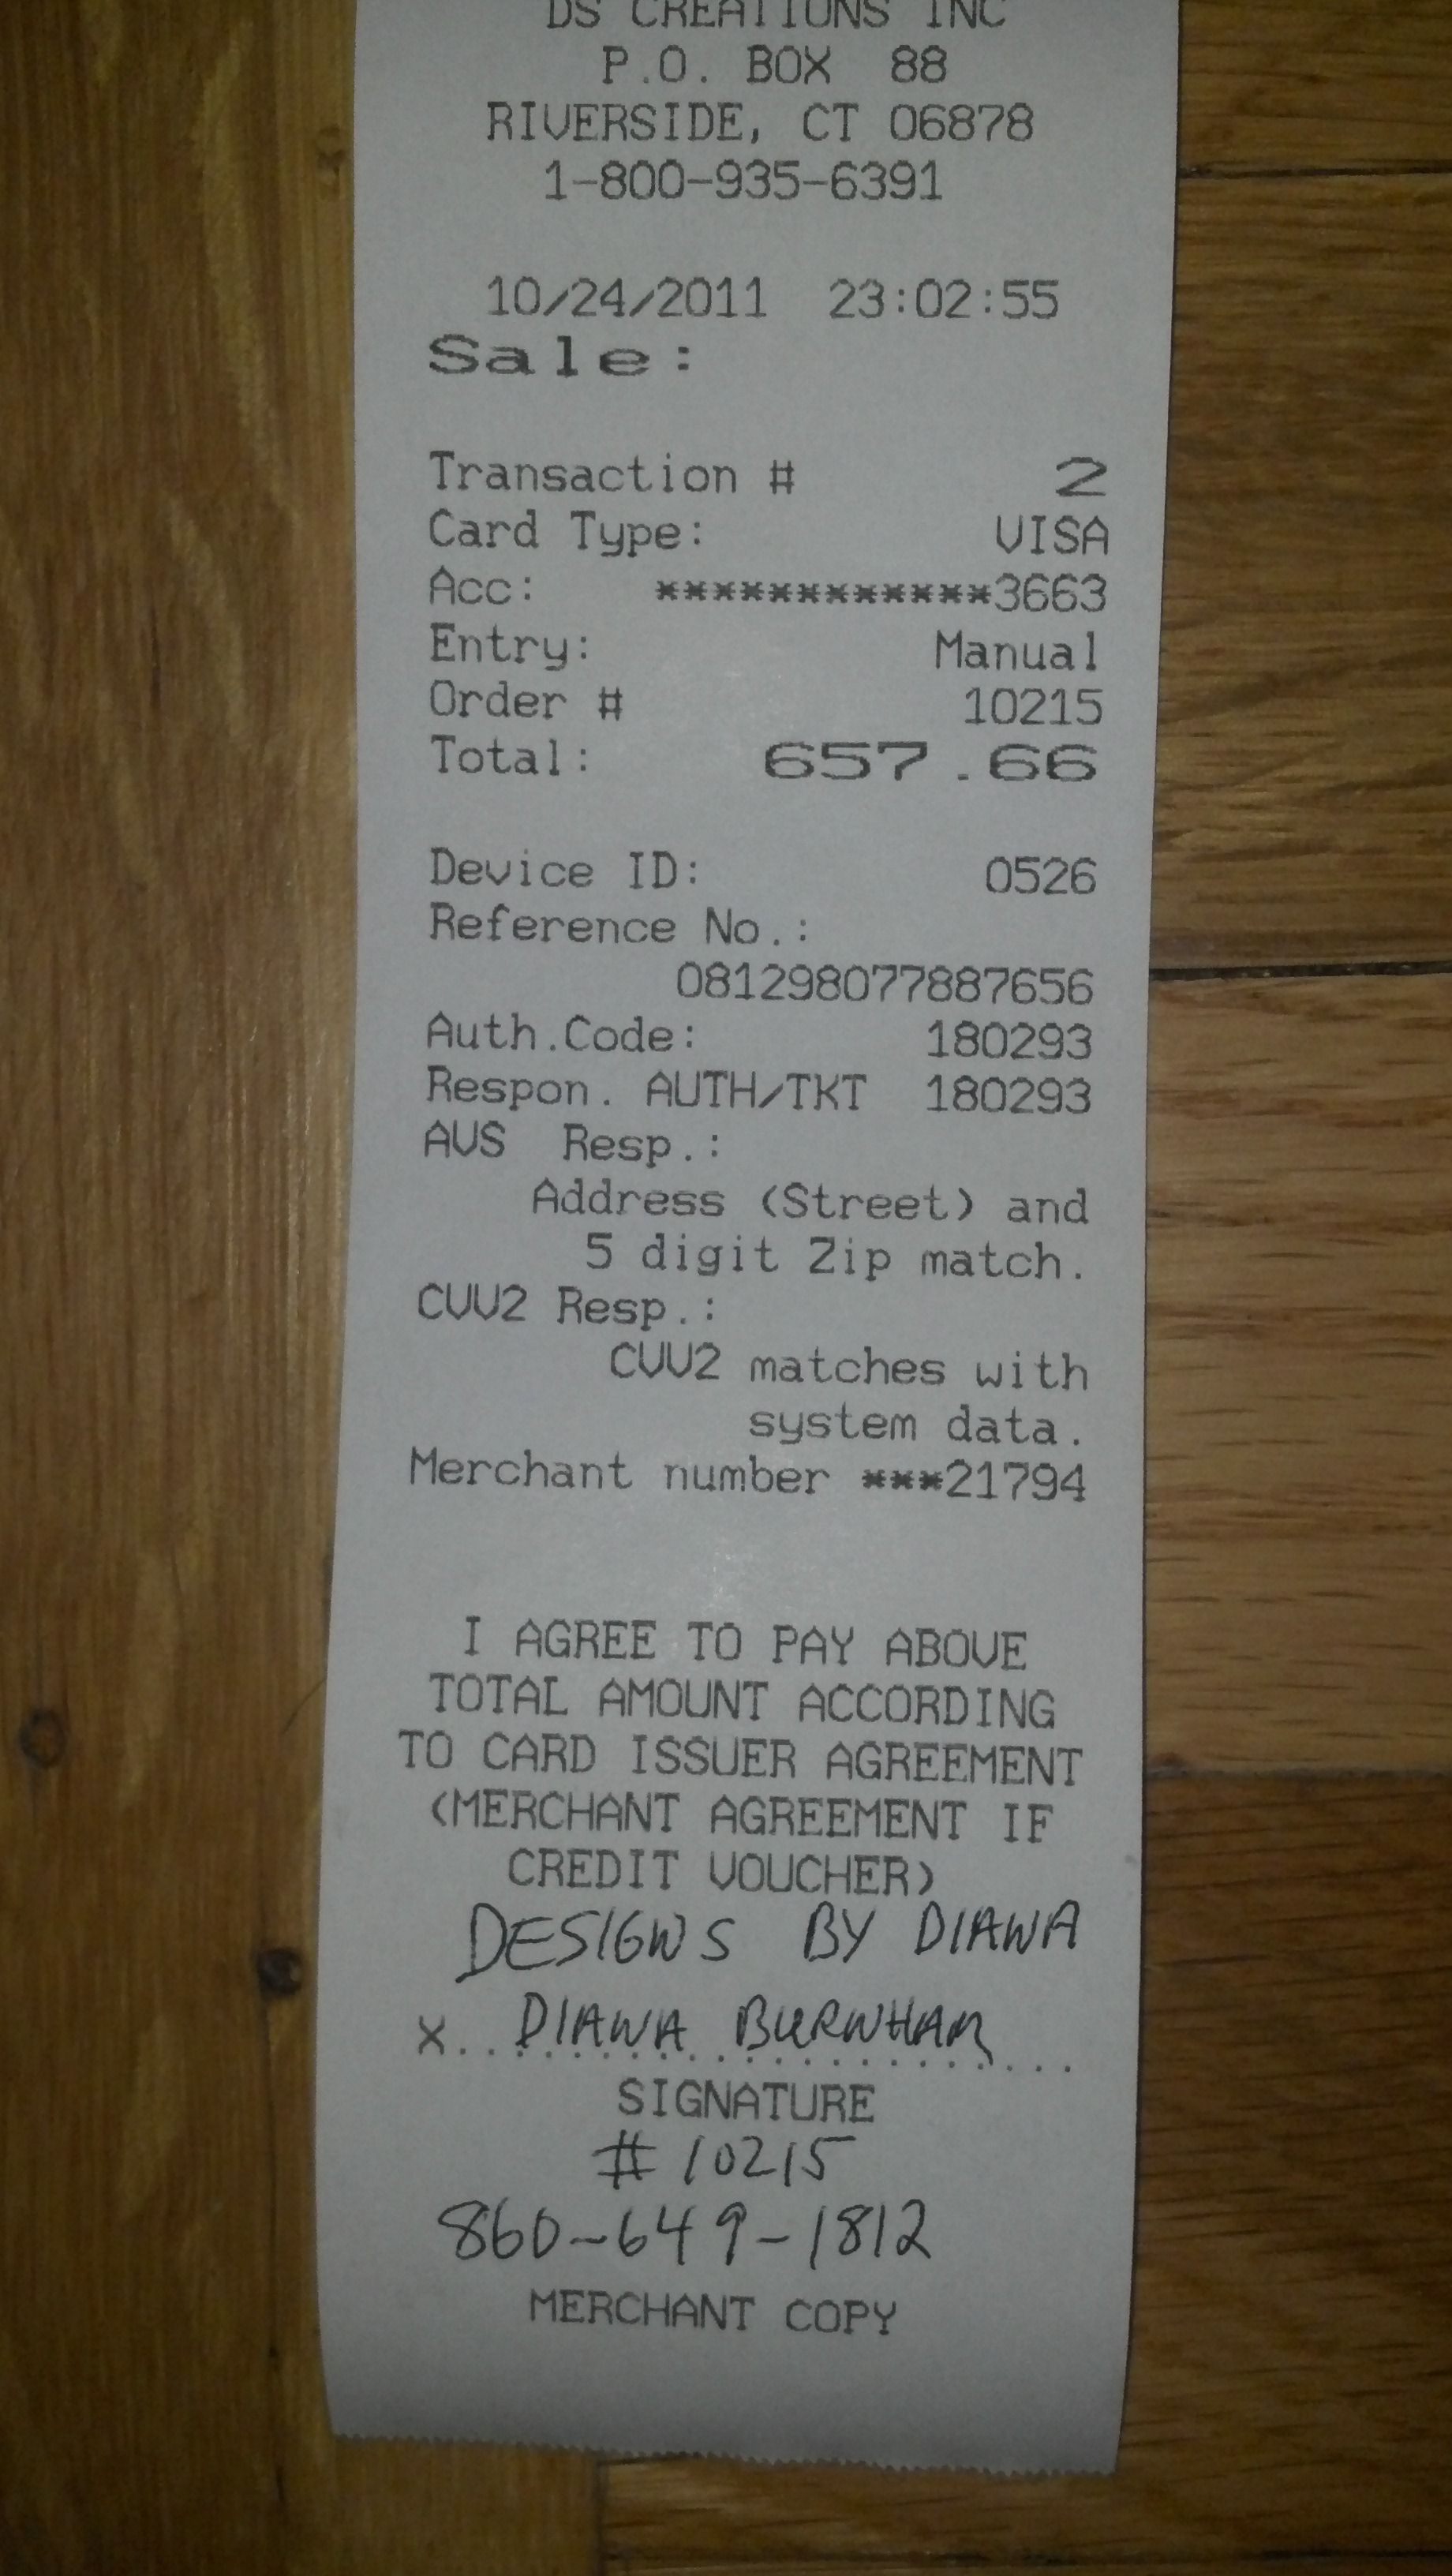 DS CREATIONS INC
P.O. BOX 88
RIVERSIDE, CT 06878
1-800-935-6391
10/24/2011 23:02:55
Sale:
Transaction # 2
Card Type: VISA
Acc: ************3663
Entry: Manual
Order # 10215
Total: 657.66
Device ID: 0526
Reference No.:
081298077887656
Auth.Code: 180293
Respon. AUTH/TKT 180293
AVS Resp.:
Address (Street) and
5 digit Zip match.
CVV2 Resp.:
CVV2 matches with
system data.
Merchant number ***21794
I AGREE TO PAY ABOVE
TOTAL AMOUNT ACCORDING
TO CARD ISSUER AGREEMENT
(MERCHANT AGREEMENT IF
CREDIT VOUCHER)
DESIGNS BY DIANA
X..DIANA BURNHAM...
SIGNATURE
# 10215
860-649-1812
MERCHANT COPY